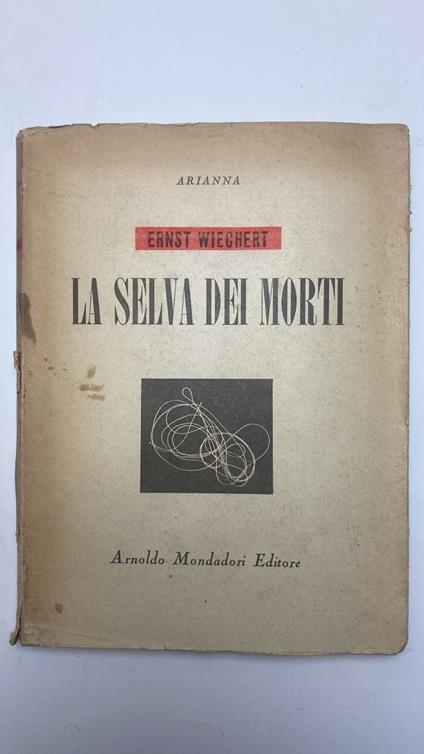 ARIANNA
ERNST WIECHERT
LA SELVA DEI MORTI
Arnoldo Mondadori Editore